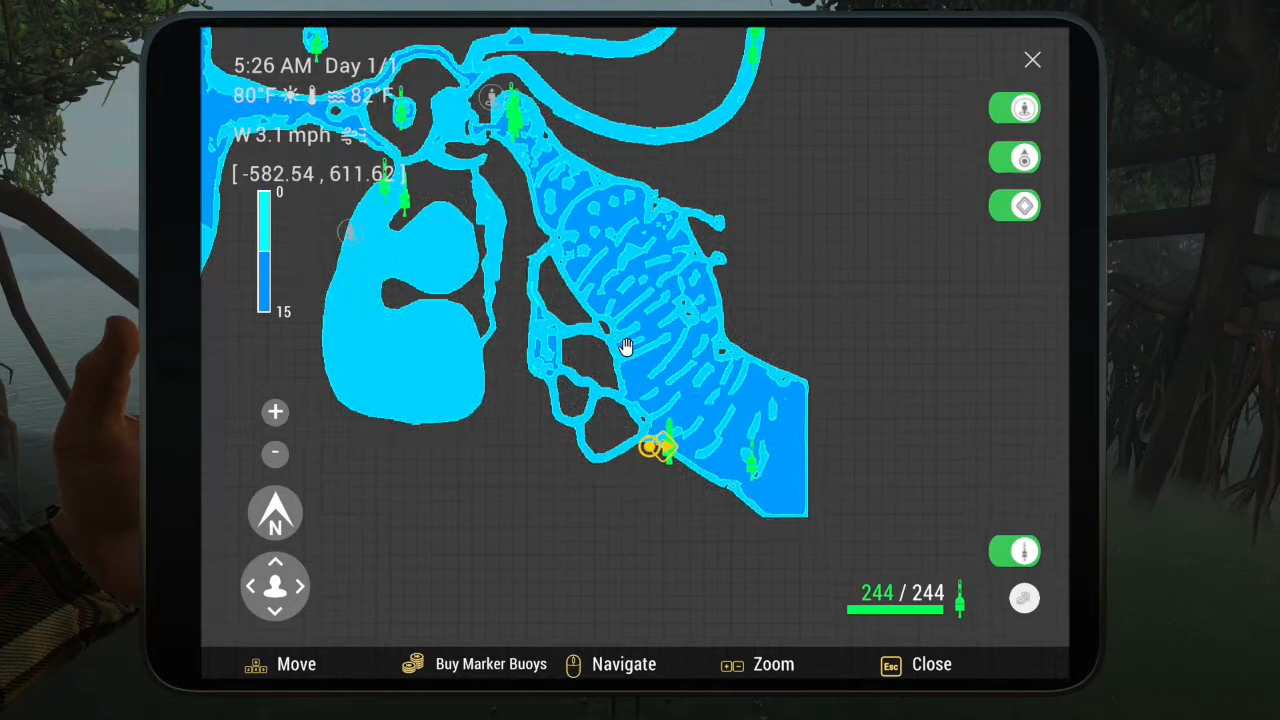 5:26 AM Day 1/1
80°F 82°F
W 3.1 mph
[ -582.54 , 611.62 ]
0
15
+
-
N
244 / 244
Move
Buy Marker Buoys
Navigate
Zoom
Esc Close